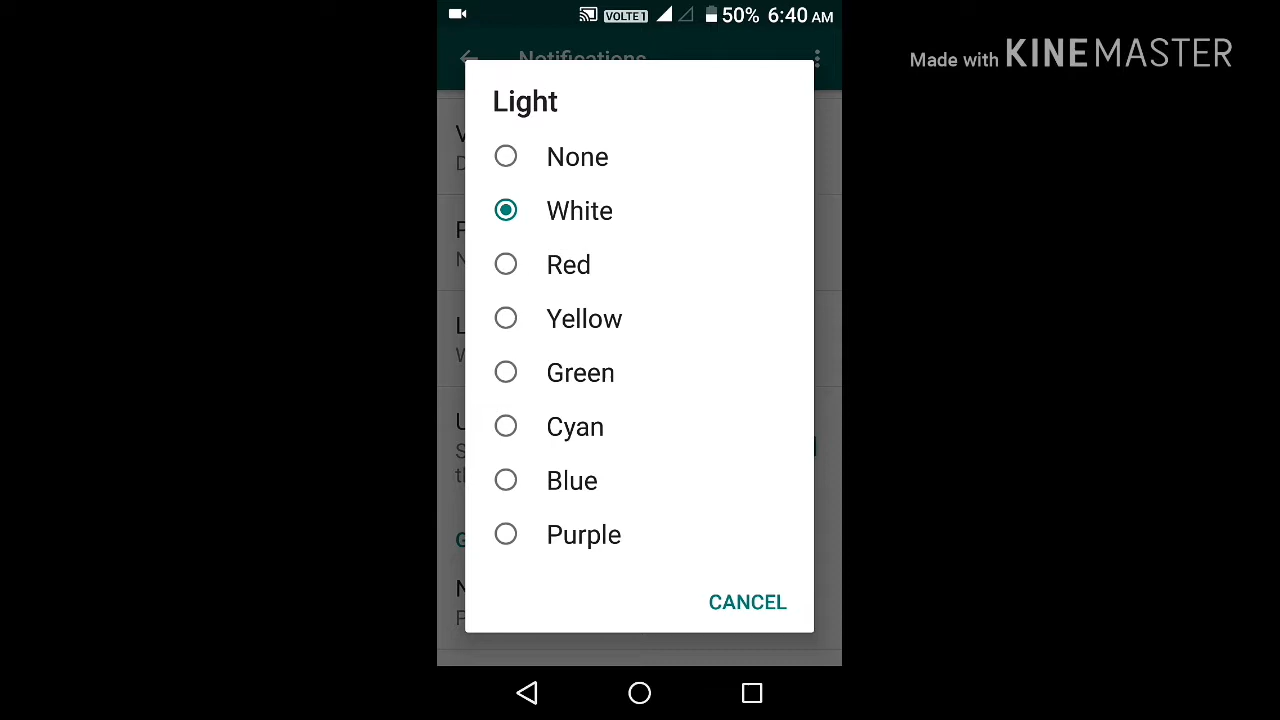 VOLTE 1 50% 6:40 AM
Made with KINEMASTER
Notifications
Light
None
White
Red
Yellow
Green
Cyan
Blue
Purple
CANCEL